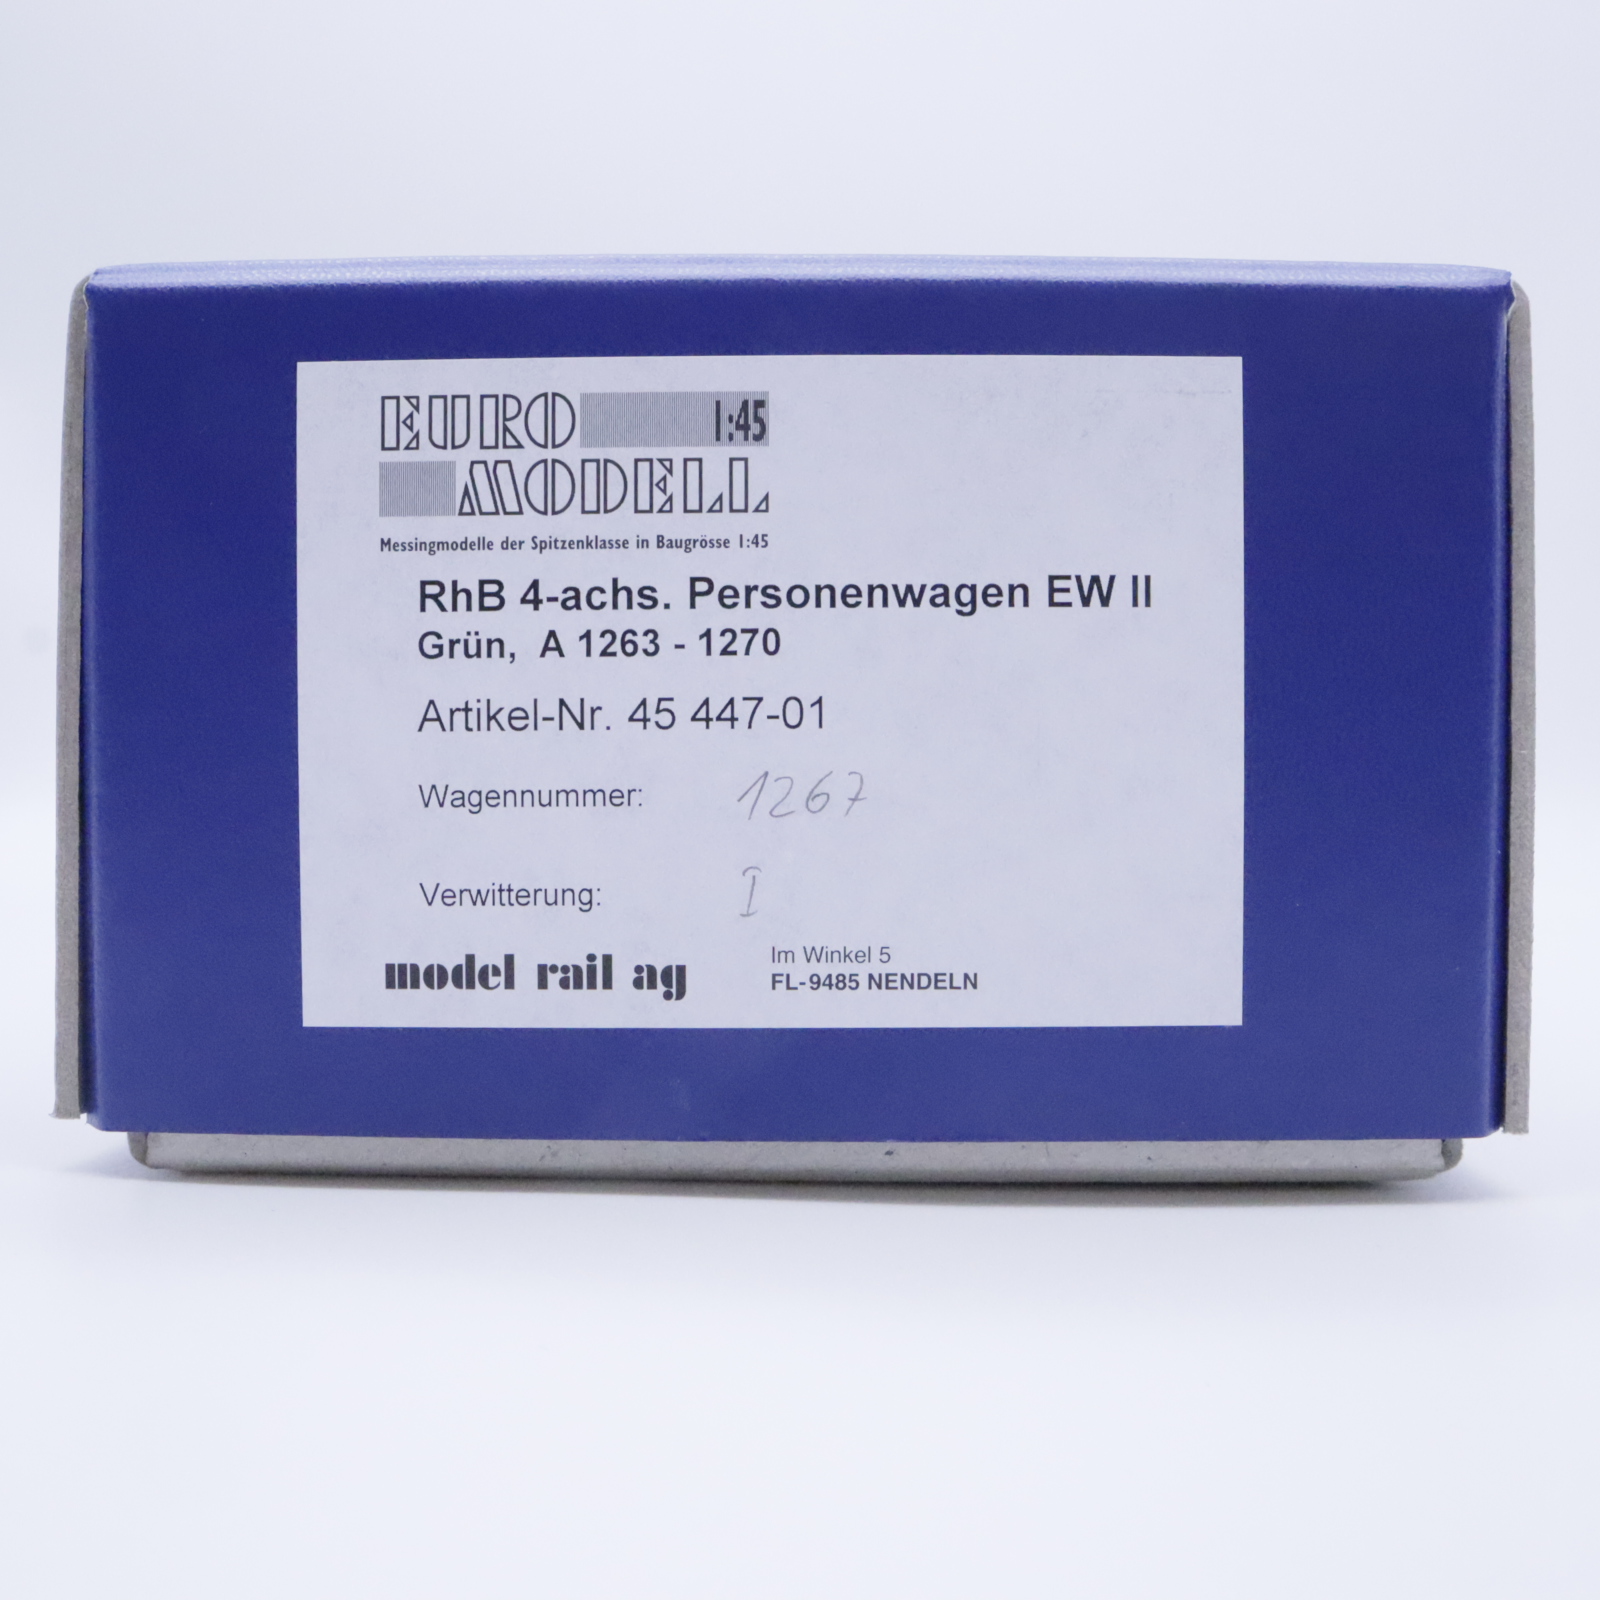 EURO 1:45
MODELL
Messingmodelle der Spitzenklasse in Baugrösse 1:45
RhB 4-achs. Personenwagen EW II
Grün, A 1263 - 1270
Artikel-Nr. 45 447-01
Wagennummer: 1267
Verwitterung: I
model rail ag
Im Winkel 5
FL-9485 NENDELN